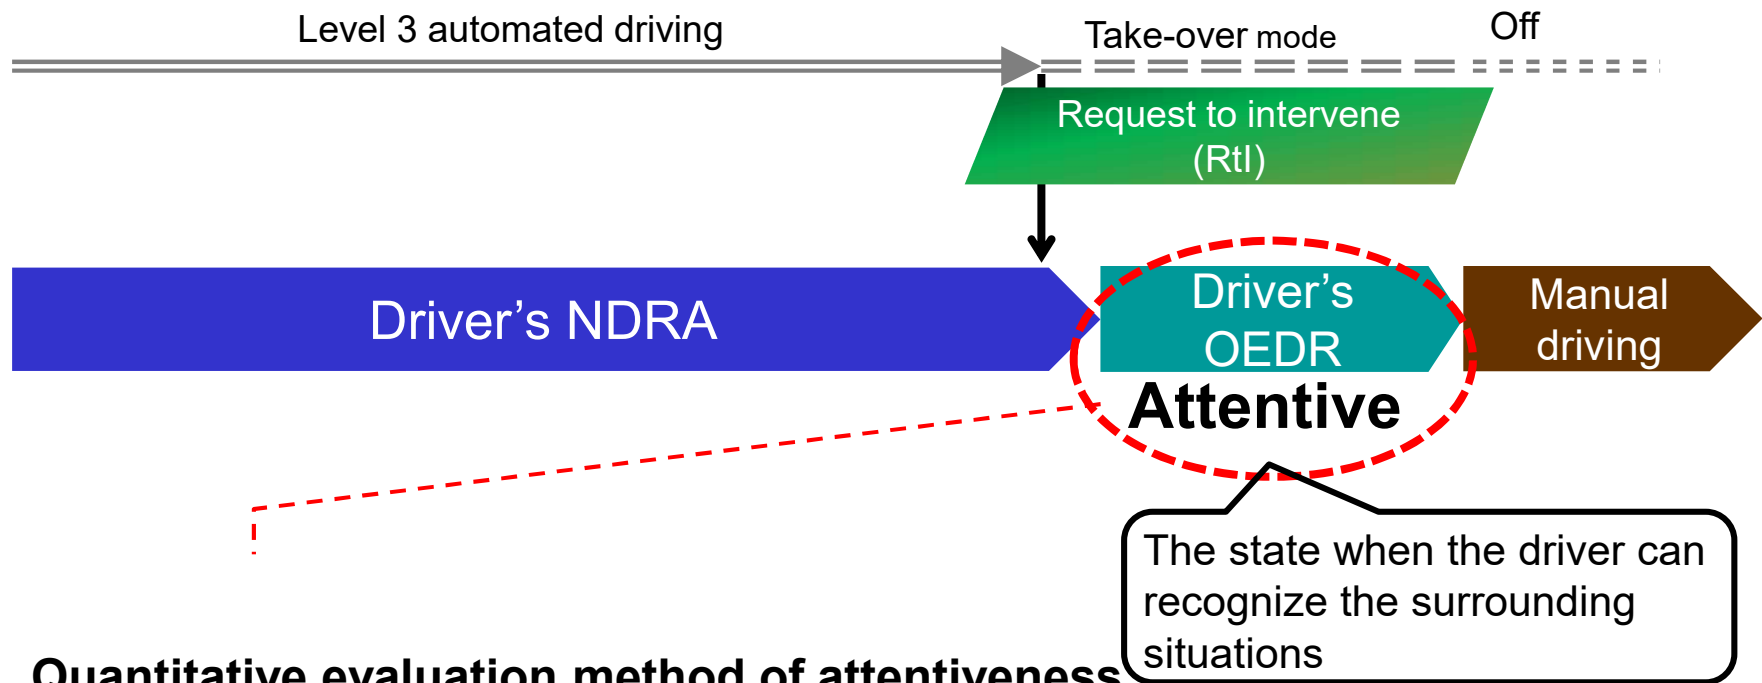 Level 3 automated driving
Take-over mode
Off
Request to intervene
(RtI)
Driver’s NDRA
Driver’s
OEDR
Manual
driving
Attentive
The state when the driver can
recognize the surrounding
situations
Quantitative evaluation method of attentiveness